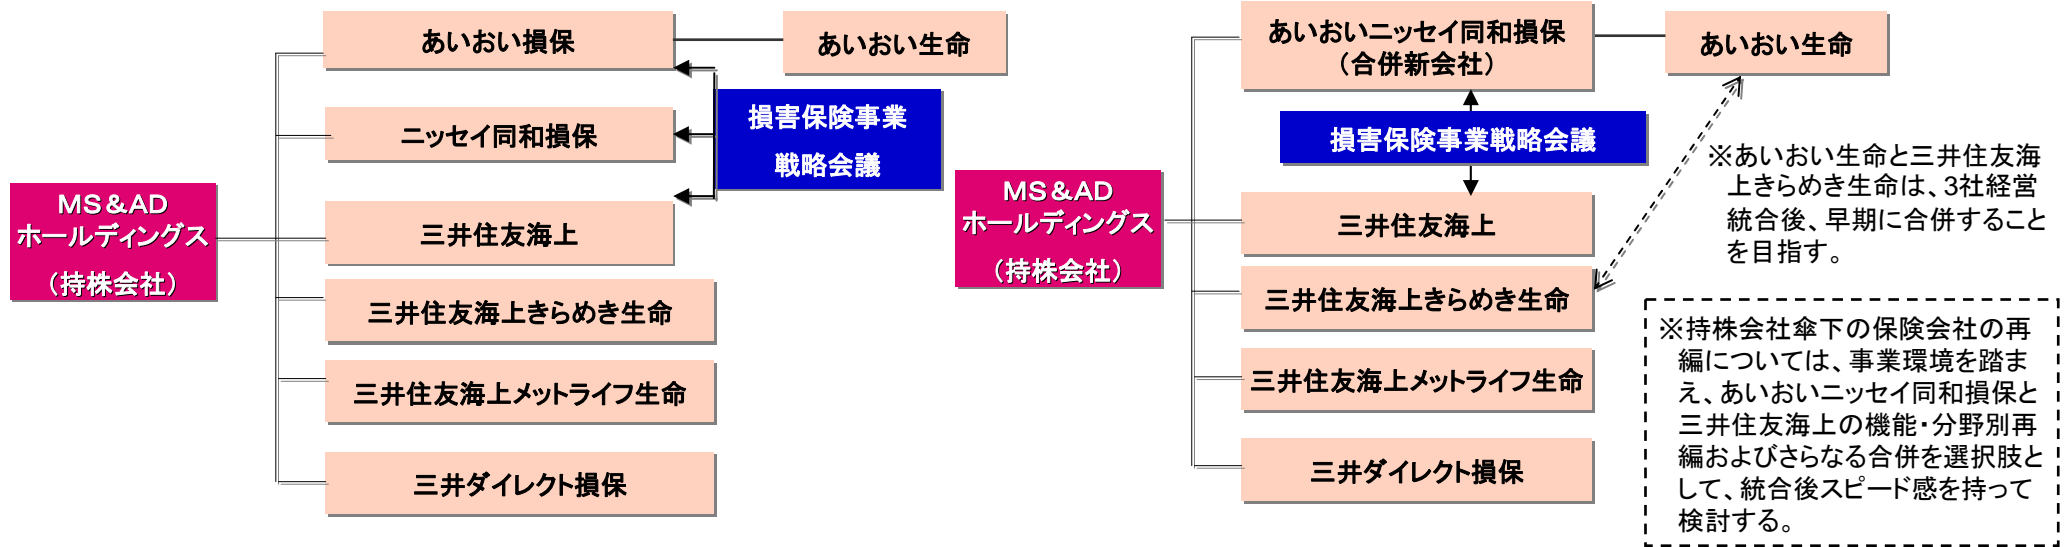 あいおい損保
あいおい生命
ニッセイ同和損保
損害保険事業
戦略会議
MS&AD
ホールディングス
（持株会社）
三井住友海上
三井住友海上きらめき生命
三井住友海上メットライフ生命
三井ダイレクト損保
あいおいニッセイ同和損保
（合併新会社）
あいおい生命
損害保険事業戦略会議
MS&AD
ホールディングス
（持株会社）
三井住友海上
三井住友海上きらめき生命
三井住友海上メットライフ生命
三井ダイレクト損保
※あいおい生命と三井住友海
上きらめき生命は、3社経営
統合後、早期に合併すること
を目指す。
※持株会社傘下の保険会社の再
編については、事業環境を踏ま
え、あいおいニッセイ同和損保と
三井住友海上の機能・分野別再
編およびさらなる合併を選択肢と
して、統合後スピード感を持って
検討する。